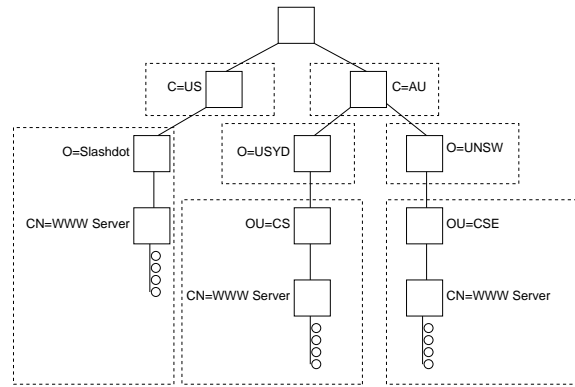 C=US
C=AU
O=Slashdot
O=USYD
O=UNSW
CN=WWW Server
OU=CS
OU=CSE
CN=WWW Server
CN=WWW Server